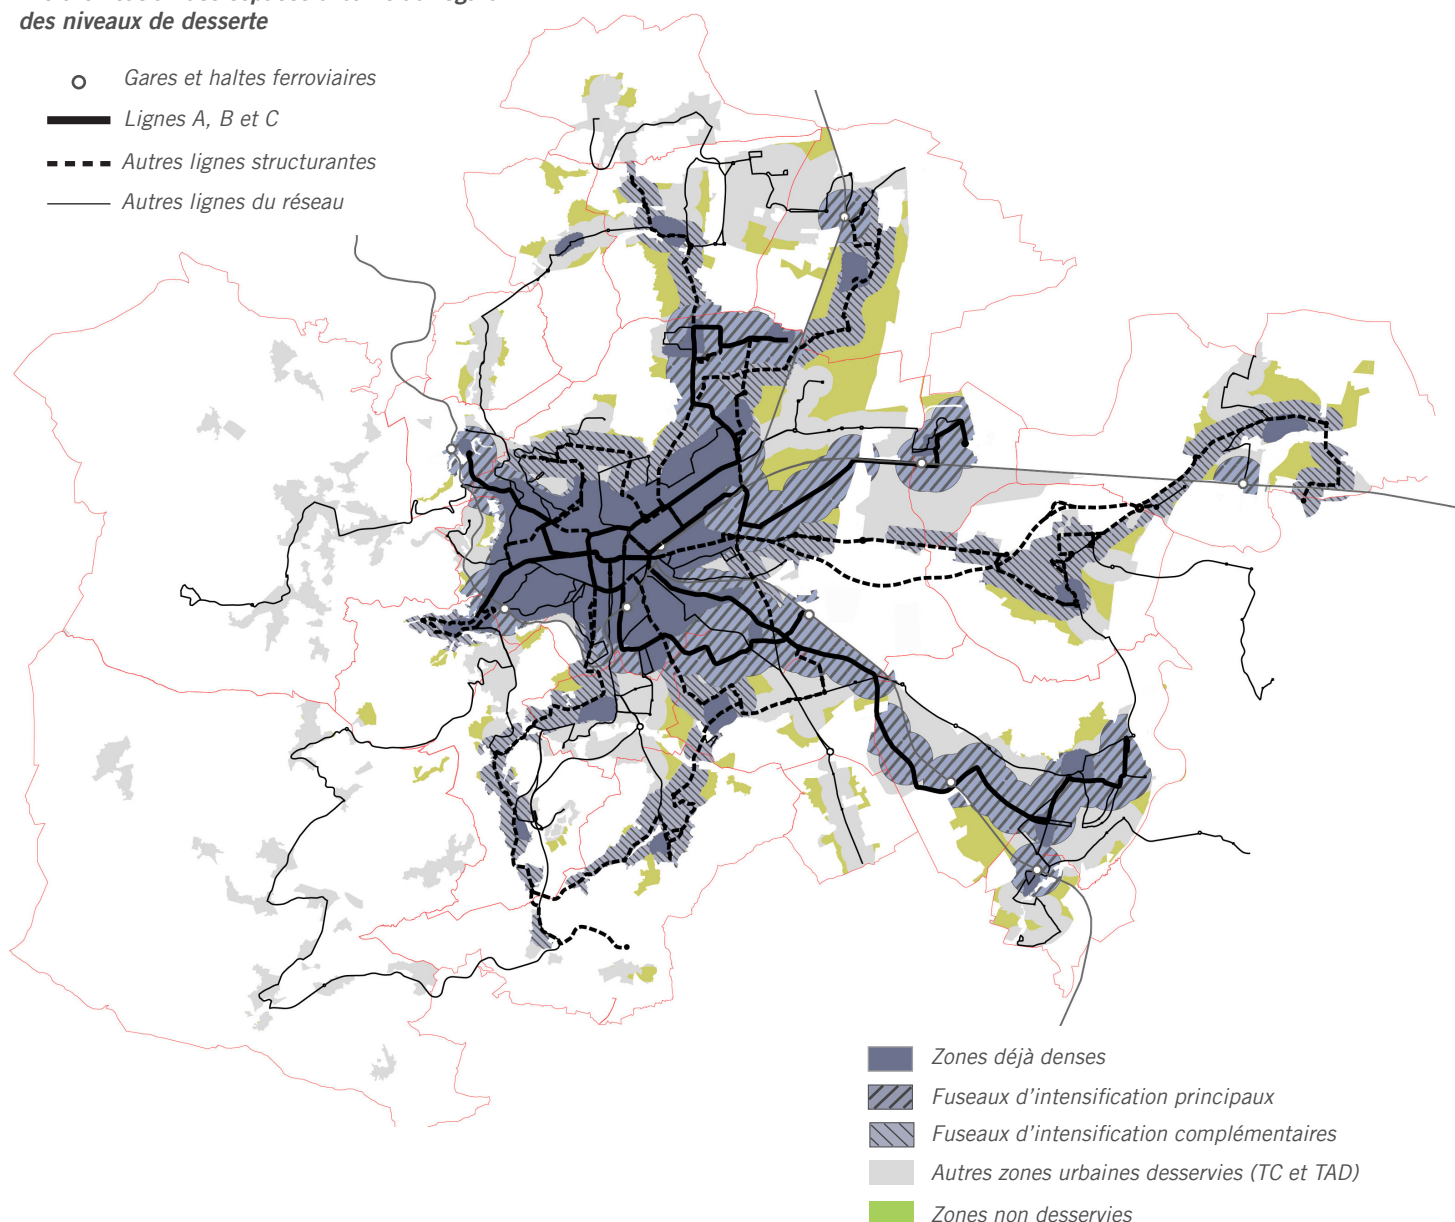 des niveaux de desserte
Gares et haltes ferroviaires
Lignes A, B et C
Autres lignes structurantes
Autres lignes du réseau
Zones déjà denses
Fuseaux d'intensification principaux
Fuseaux d'intensification complémentaires
Autres zones urbaines desservies (TC et TAD)
Zones non desservies